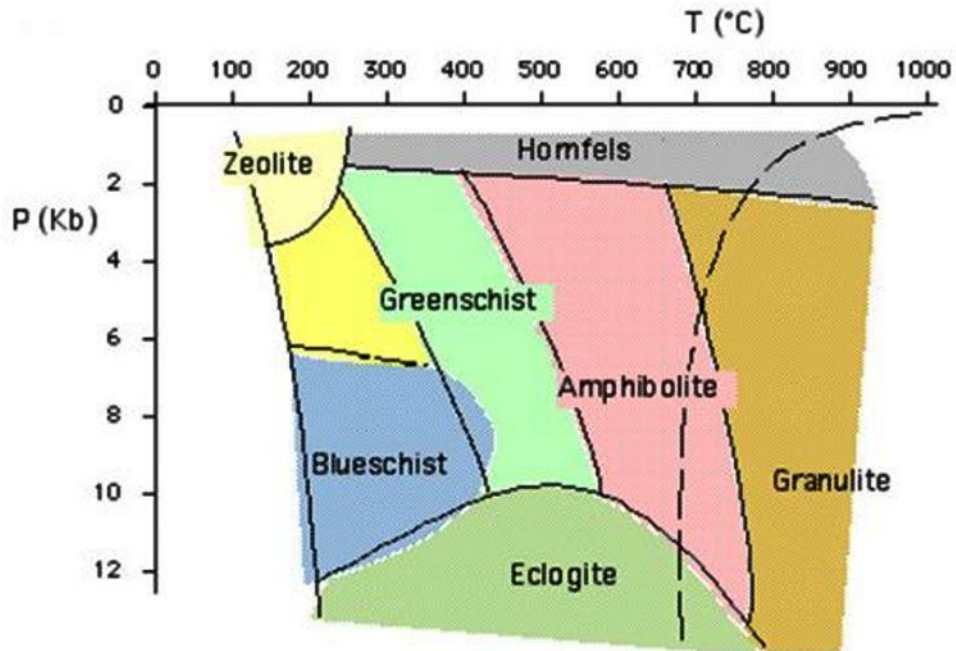 T (°C)
0 100 200 300 400 500 600 700 800 900 1000
0
Hornfels
Zeolite
2
P (Kb)
4
Greenschist
6
Amphibolite
8
Blueschist
Granulite
10
Eclogite
12